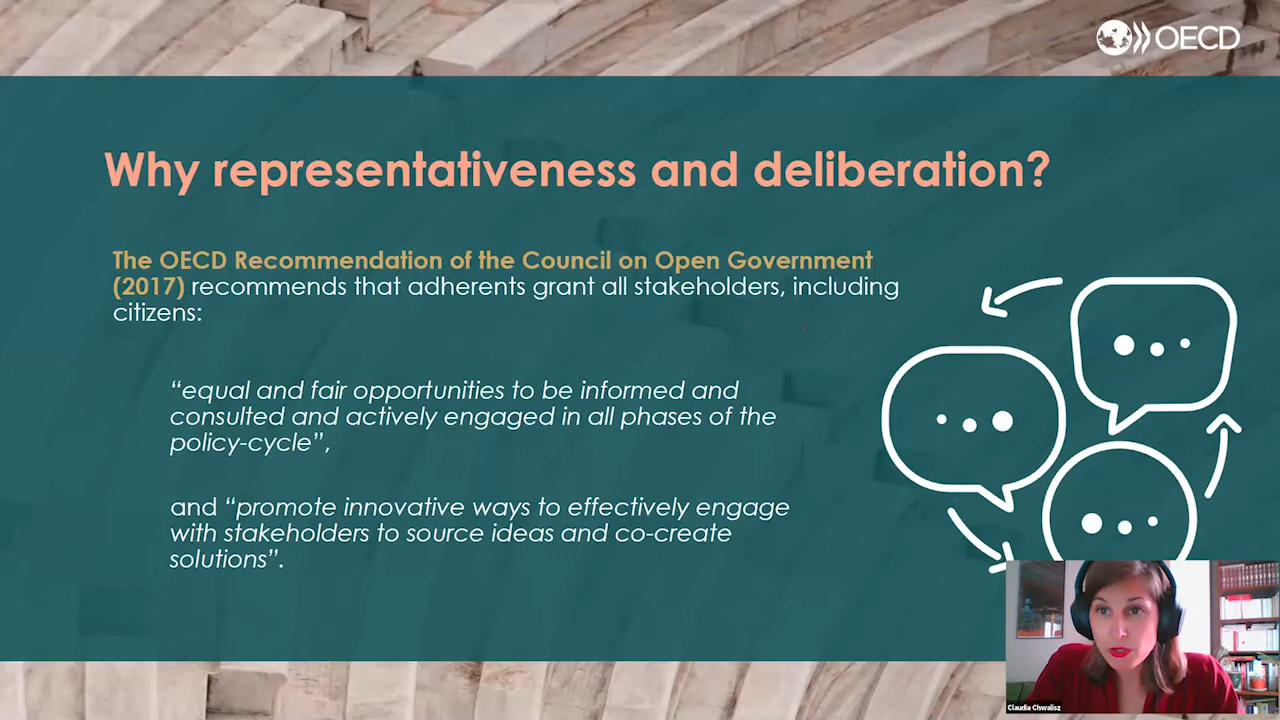 OECD
Why representativeness and deliberation?
The OECD Recommendation of the Council on Open Government
(2017) recommends that adherents grant all stakeholders, including
citizens:
“equal and fair opportunities to be informed and
consulted and actively engaged in all phases of the
policy-cycle”,
and “promote innovative ways to effectively engage
with stakeholders to source ideas and co-create
solutions”.
Claudia Chwalisz